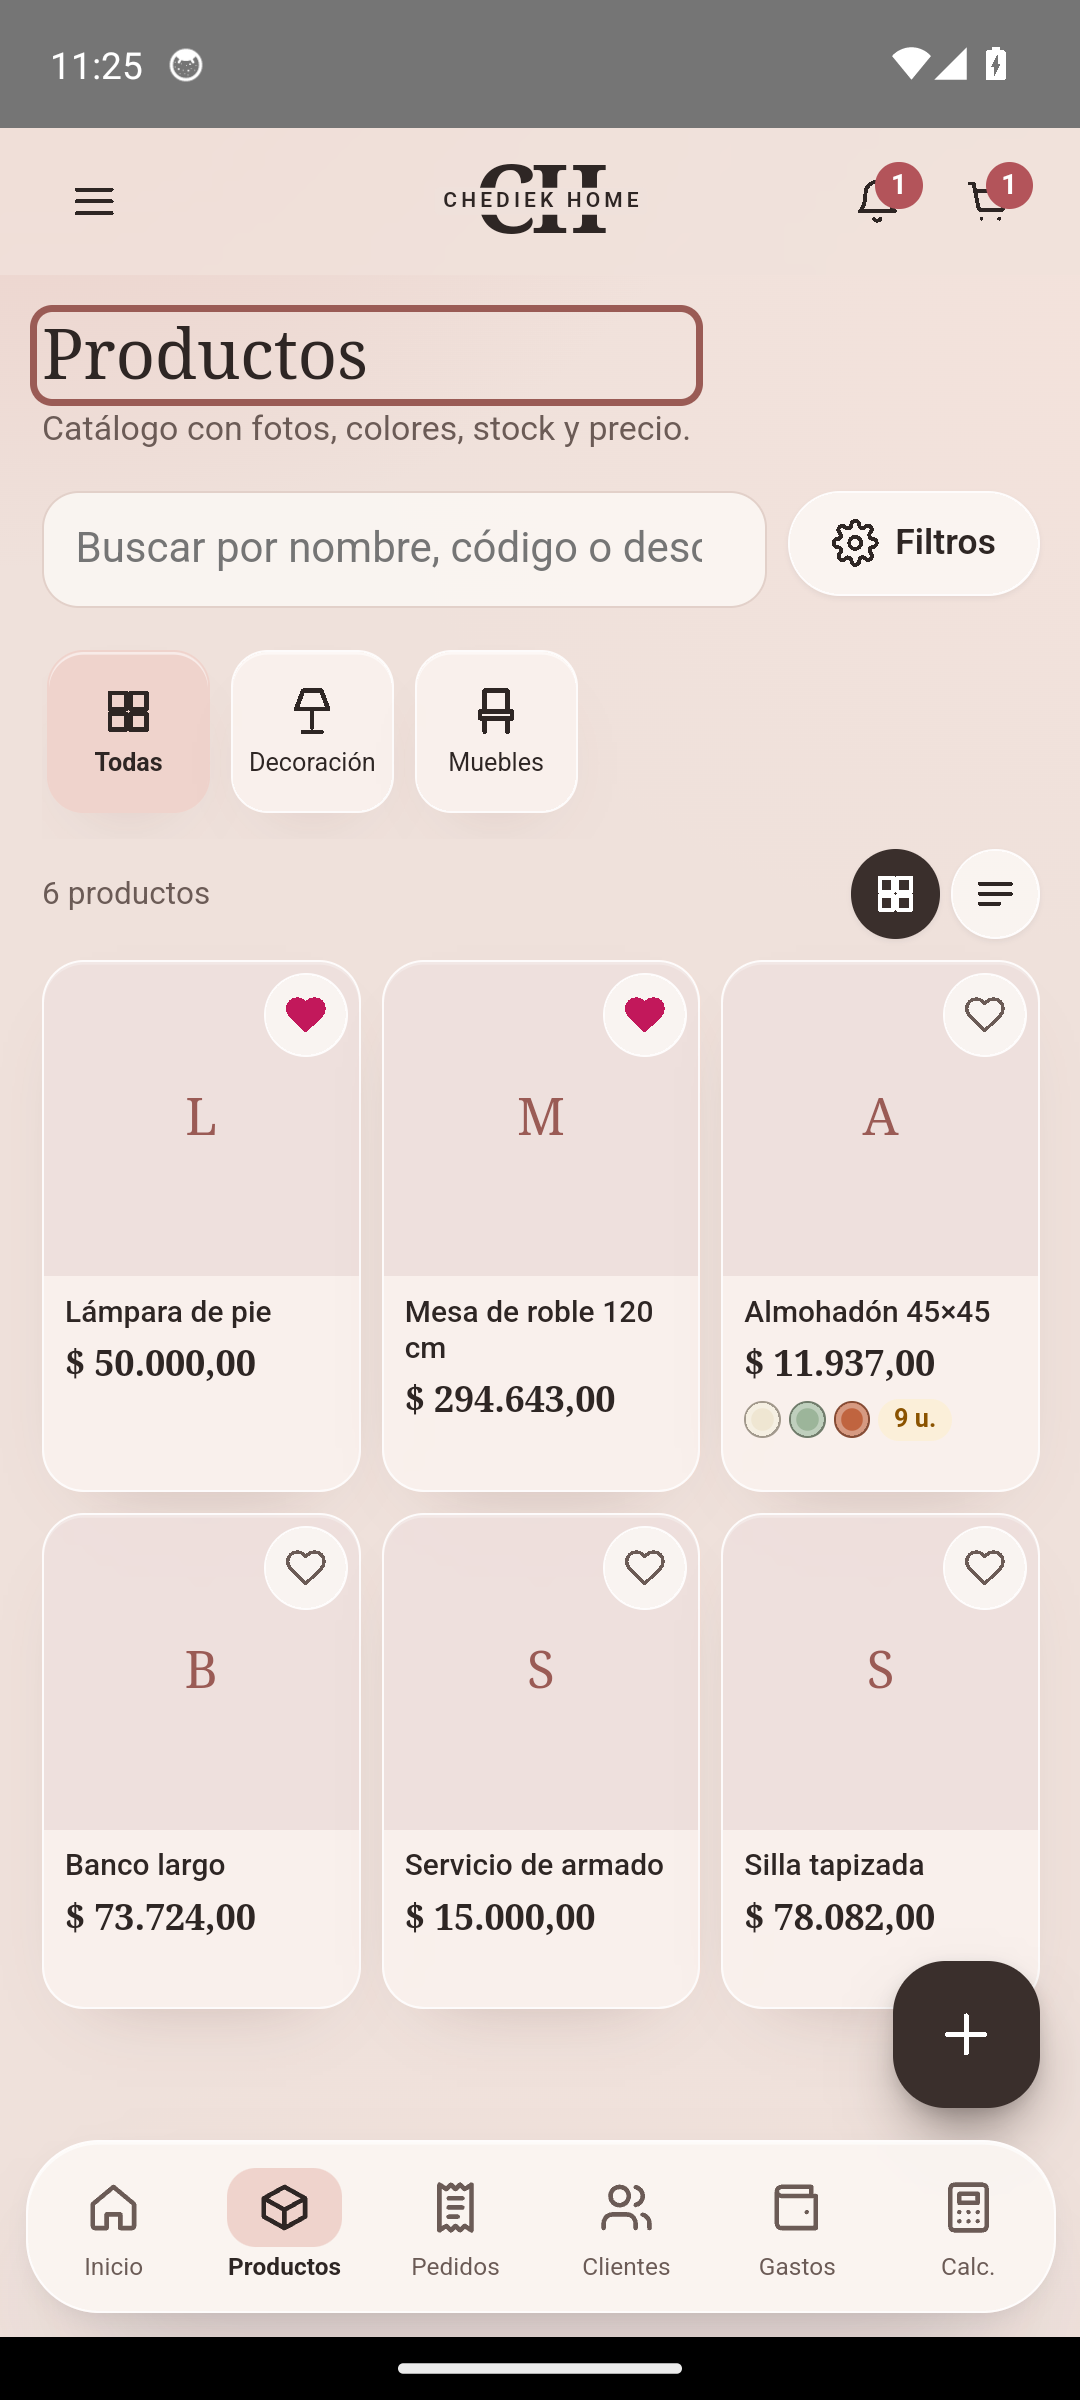 11:25
CH
CHEDIEK HOME
1
1
Productos
Catálogo con fotos, colores, stock y precio.
Buscar por nombre, código o desc
Filtros
Todas
Decoración
Muebles
6 productos
L
M
A
Lámpara de pie
$ 50.000,00
Mesa de roble 120
cm
$ 294.643,00
Almohadón 45×45
$ 11.937,00
9 u.
B
S
S
Banco largo
$ 73.724,00
Servicio de armado
$ 15.000,00
Silla tapizada
$ 78.082,00
Inicio
Productos
Pedidos
Clientes
Gastos
Calc.